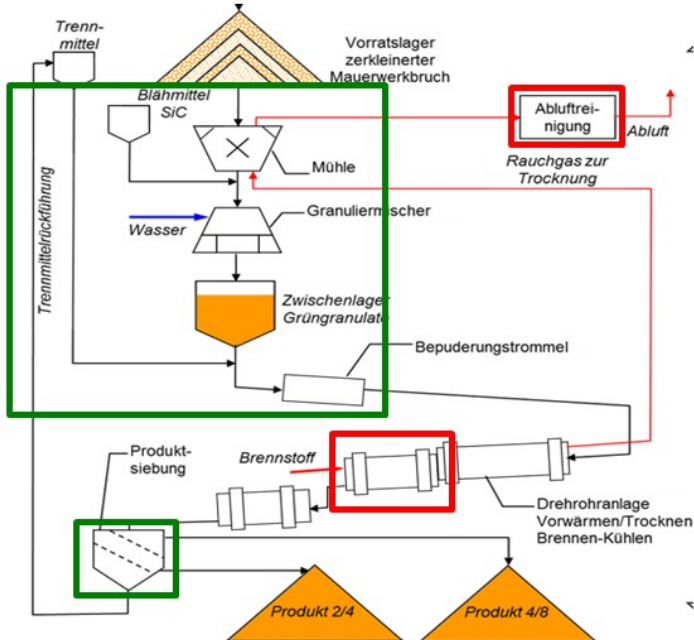 Trenn-
mittel
Vorratslager
zerkleinerter
Mauerwerkbruch
Blähmittel
SiC
Abluftrei-
nigung
Abluft
Rauchgas zur
Trocknung
Mühle
Granuliermischer
Wasser
Trennmittelrückführung
Zwischenlager
Grüngranulate
Bepuderungstrommel
Produkt-
siebung
Brennstoff
Drehrohranlage
Vorwärmen/Trocknen
Brennen-Kühlen
Produkt 2/4
Produkt 4/8